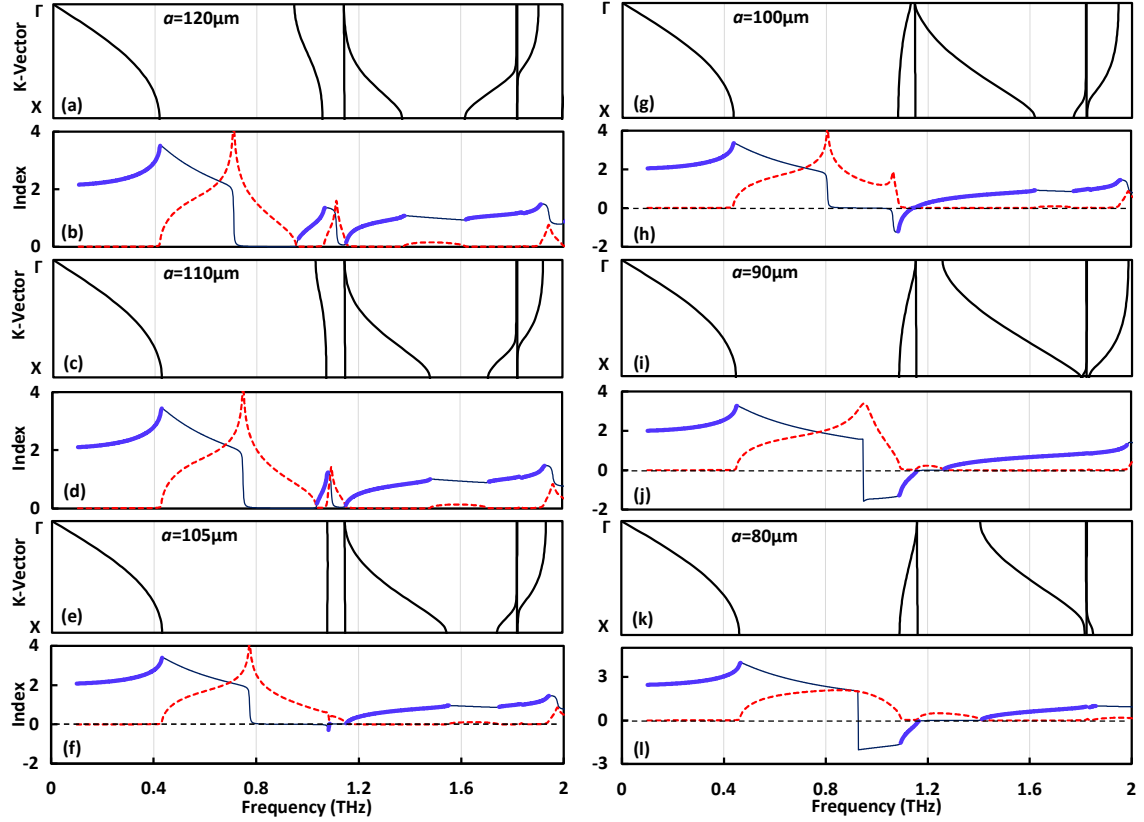 Γ
a=120μm
K-Vector
X
(a)
4
Index
2
0
(b)
Γ
a=110μm
K-Vector
X
(c)
4
Index
2
0
(d)
Γ
a=105μm
K-Vector
X
(e)
4
Index
2
0
-2
(f)
0 0.4 0.8 1.2 1.6 2
Frequency (THz)
Γ
a=100μm
X
(g)
4
2
0
-2
(h)
Γ
a=90μm
X
(i)
4
2
0
-2
(j)
Γ
a=80μm
X
(k)
3
0
-3
(l)
0 0.4 0.8 1.2 1.6 2
Frequency (THz)